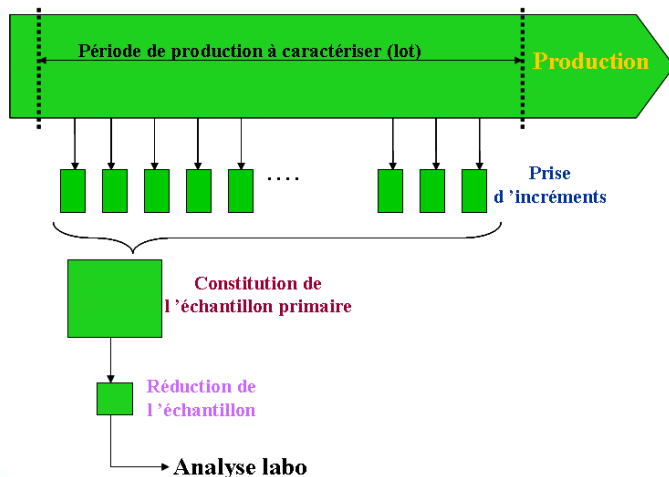 Période de production à caractériser (lot)
Production
....
Prise
d ’incréments
Constitution de
l ’échantillon primaire
Réduction de
l ’échantillon
Analyse labo